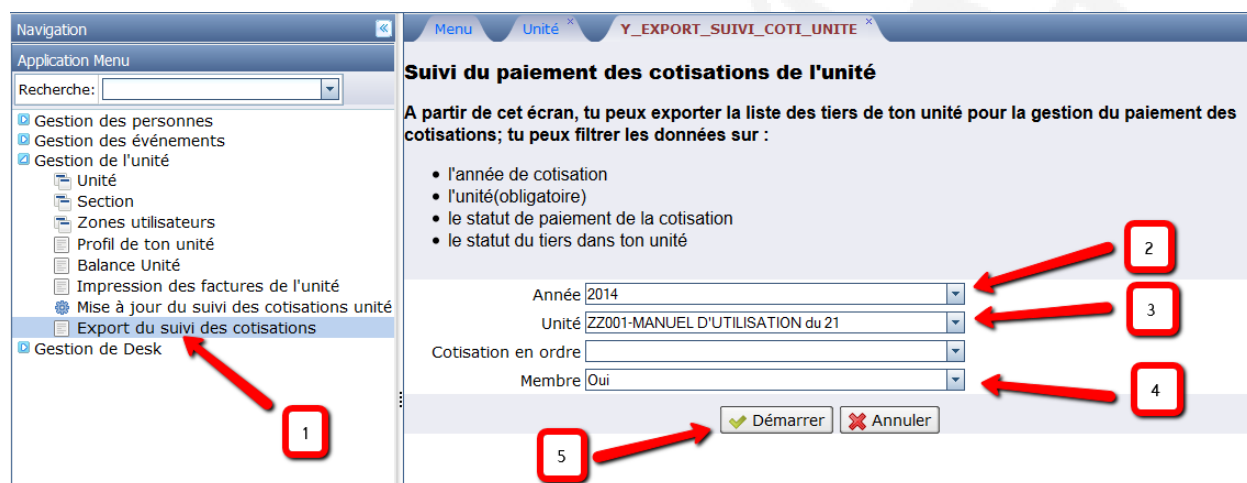 Navigation
Application Menu
Recherche:
Gestion des personnes
Gestion des événements
Gestion de l'unité
Unité
Section
Zones utilisateurs
Profil de ton unité
Balance Unité
Impression des factures de l'unité
Mise à jour du suivi des cotisations unité
Export du suivi des cotisations
Gestion de Desk
1
Menu Unité Y_EXPORT_SUIVI_COTI_UNITE
Suivi du paiement des cotisations de l'unité
A partir de cet écran, tu peux exporter la liste des tiers de ton unité pour la gestion du paiement des
cotisations; tu peux filtrer les données sur :
• l'année de cotisation
• l'unité(obligatoire)
• le statut de paiement de la cotisation
• le statut du tiers dans ton unité
2
Année 2014
3
Unité ZZ001-MANUEL D'UTILISATION du 21
Cotisation en ordre
Membre Oui
4
Démarrer Annuler
5